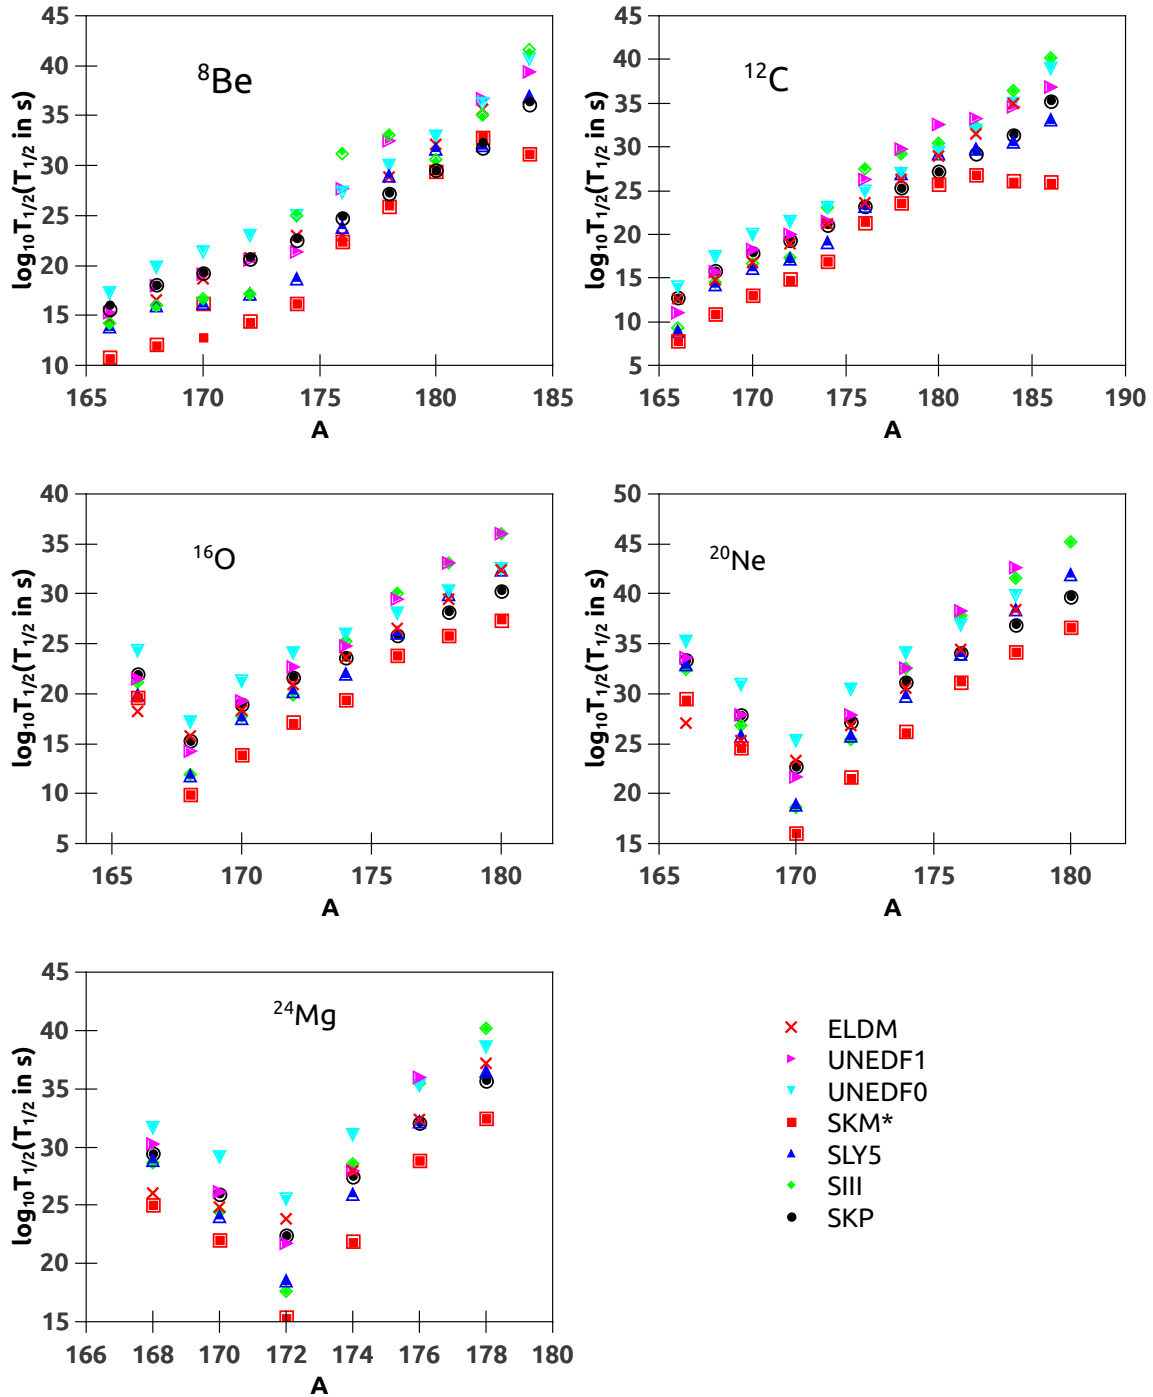 ⁸Be
log₁₀T₁/₂(T₁/₂ in s)
45
40
35
30
25
20
15
10
165 170 175 180 185
A
¹²C
log₁₀T₁/₂(T₁/₂ in s)
45
40
35
30
25
20
15
10
5
165 170 175 180 185 190
A
¹⁶O
log₁₀T₁/₂(T₁/₂ in s)
40
35
30
25
20
15
10
5
165 170 175 180
A
²⁰Ne
log₁₀T₁/₂(T₁/₂ in s)
50
45
40
35
30
25
20
15
165 170 175 180
A
²⁴Mg
log₁₀T₁/₂(T₁/₂ in s)
45
40
35
30
25
20
15
166 168 170 172 174 176 178 180
A
ELDM
UNEDF1
UNEDF0
SKM*
SLY5
SIII
SKP